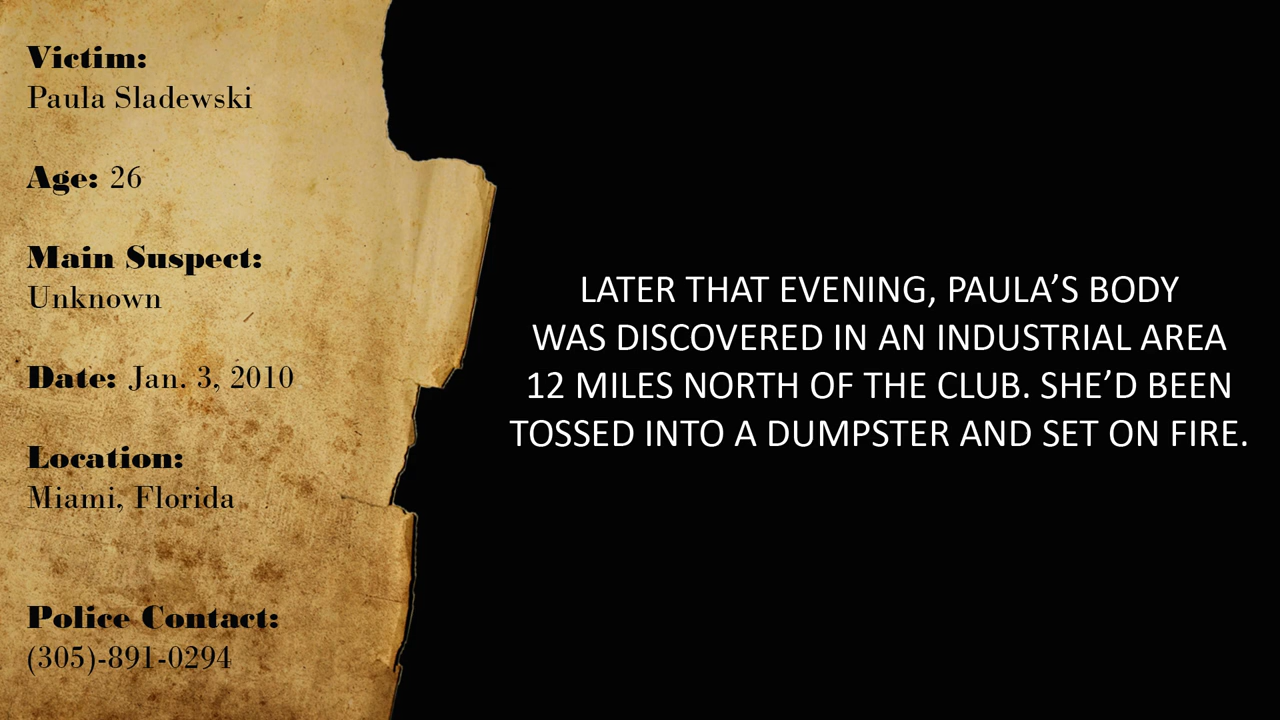 Victim:
Paula Sladewski
Age: 26
Main Suspect:
Unknown
Date: Jan. 3, 2010
Location:
Miami, Florida
Police Contact:
(305)-891-0294
LATER THAT EVENING, PAULA’S BODY
WAS DISCOVERED IN AN INDUSTRIAL AREA
12 MILES NORTH OF THE CLUB. SHE’D BEEN
TOSSED INTO A DUMPSTER AND SET ON FIRE.